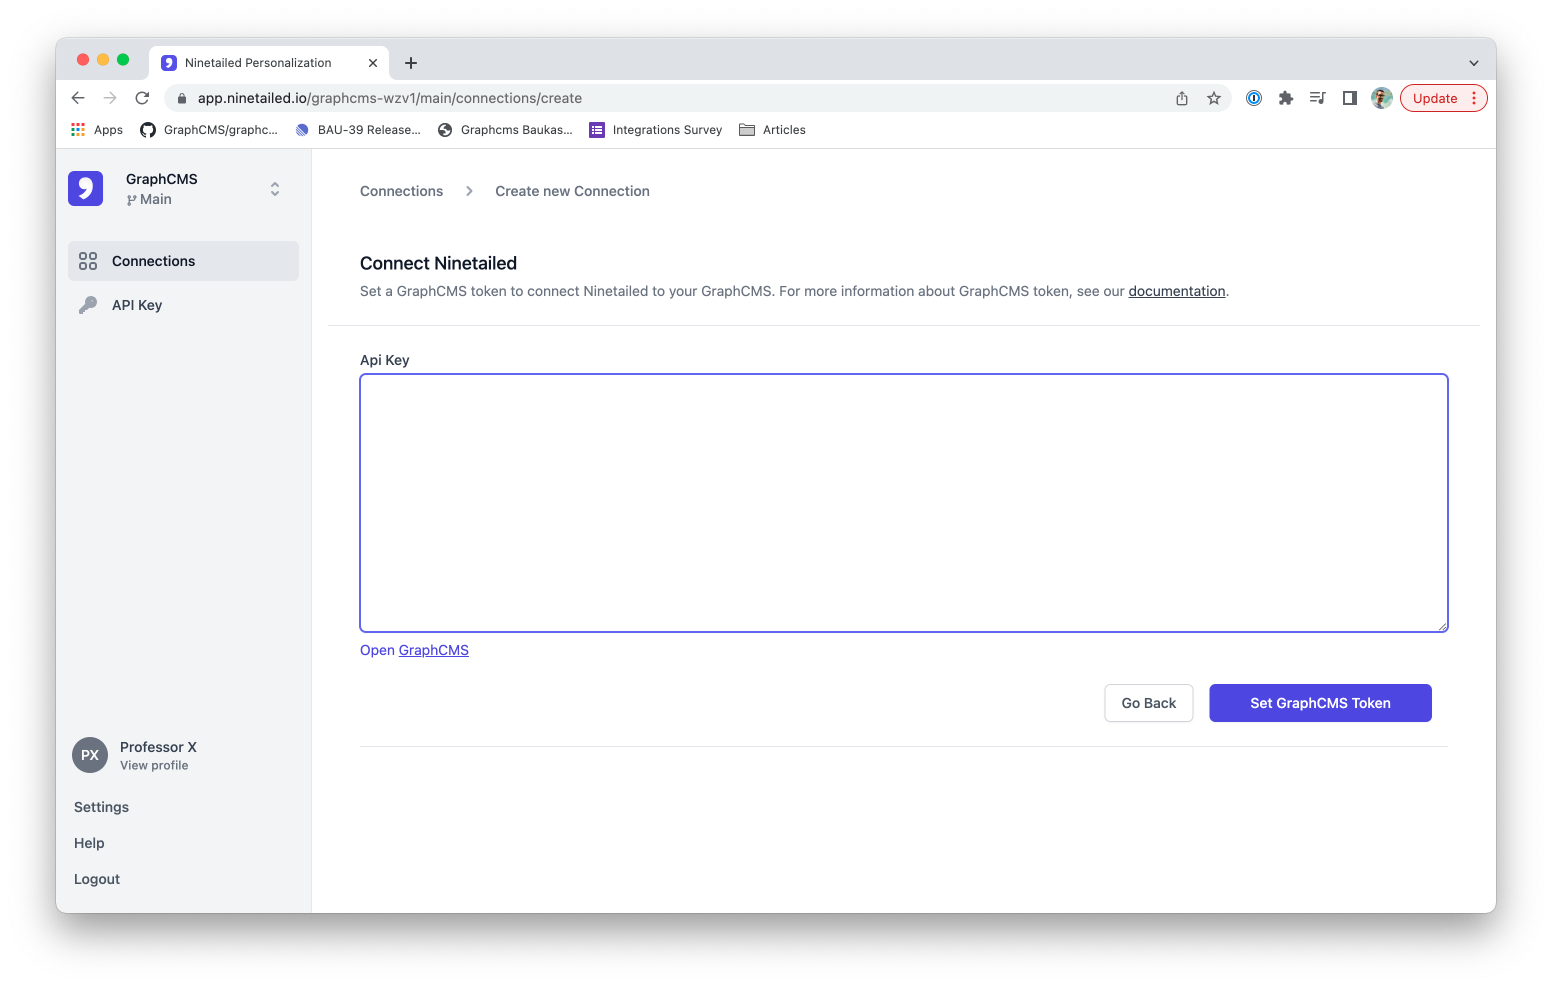 Ninetailed Personalization
app.ninetailed.io/graphcms-wzv1/main/connections/create
Update
Apps
GraphCMS/graphc...
BAU-39 Release...
Graphcms Baukas...
Integrations Survey
Articles
GraphCMS
Main
Connections
API Key
Connections
Create new Connection
Connect Ninetailed
Set a GraphCMS token to connect Ninetailed to your GraphCMS. For more information about GraphCMS token, see our documentation.
Api Key
Open GraphCMS
Go Back
Set GraphCMS Token
PX
Professor X
View profile
Settings
Help
Logout